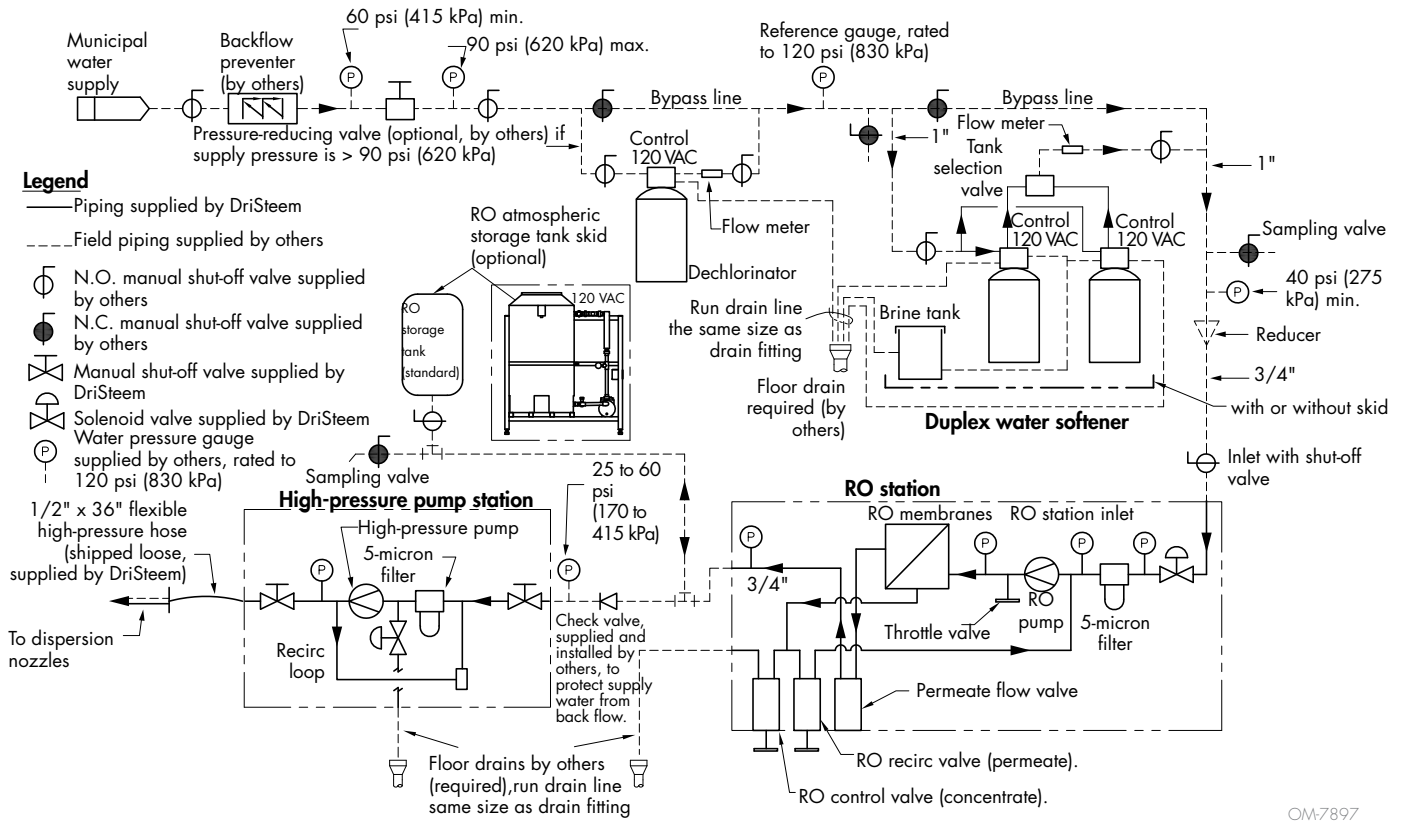 60 psi (415 kPa) min.
90 psi (620 kPa) max.
Municipal
water
supply
Backflow
preventer
(by others)
P
P
Pressure-reducing valve (optional, by others) if
supply pressure is > 90 psi (620 kPa)
Bypass line
Reference gauge, rated
to 120 psi (830 kPa)
P
Bypass line
Control
120 VAC
Flow meter
Dechlorinator
1"
Flow meter
Tank
selection
valve
1"
Control
120 VAC
Control
120 VAC
Sampling valve
P
40 psi (275
kPa) min.
Reducer
3/4"
with or without skid
Inlet with shut-off
valve
Brine tank
Run drain line
the same size as
drain fitting
Floor drain
required (by
others)
Duplex water softener
Legend
Piping supplied by DriSteem
Field piping supplied by others
N.O. manual shut-off valve supplied
by others
N.C. manual shut-off valve supplied
by others
Manual shut-off valve supplied by
DriSteem
Solenoid valve supplied by DriSteem
P
Water pressure gauge
supplied by others, rated to
120 psi (830 kPa)
RO atmospheric
storage tank skid
(optional)
RO
storage
tank
(standard)
120 VAC
Sampling valve
1/2" x 36" flexible
high-pressure hose
(shipped loose,
supplied by DriSteem)
To dispersion
nozzles
High-pressure pump station
High-pressure pump
5-micron
filter
P
Recirc
loop
25 to 60
psi
(170 to
415 kPa)
P
Check valve,
supplied and
installed by
others, to
protect supply
water from
back flow.
Floor drains by others
(required),run drain line
same size as drain fitting
RO station
RO membranes
RO station inlet
P
P
P
P
3/4"
Throttle valve
RO
pump
5-micron
filter
Permeate flow valve
RO recirc valve (permeate).
RO control valve (concentrate).
OM-7897